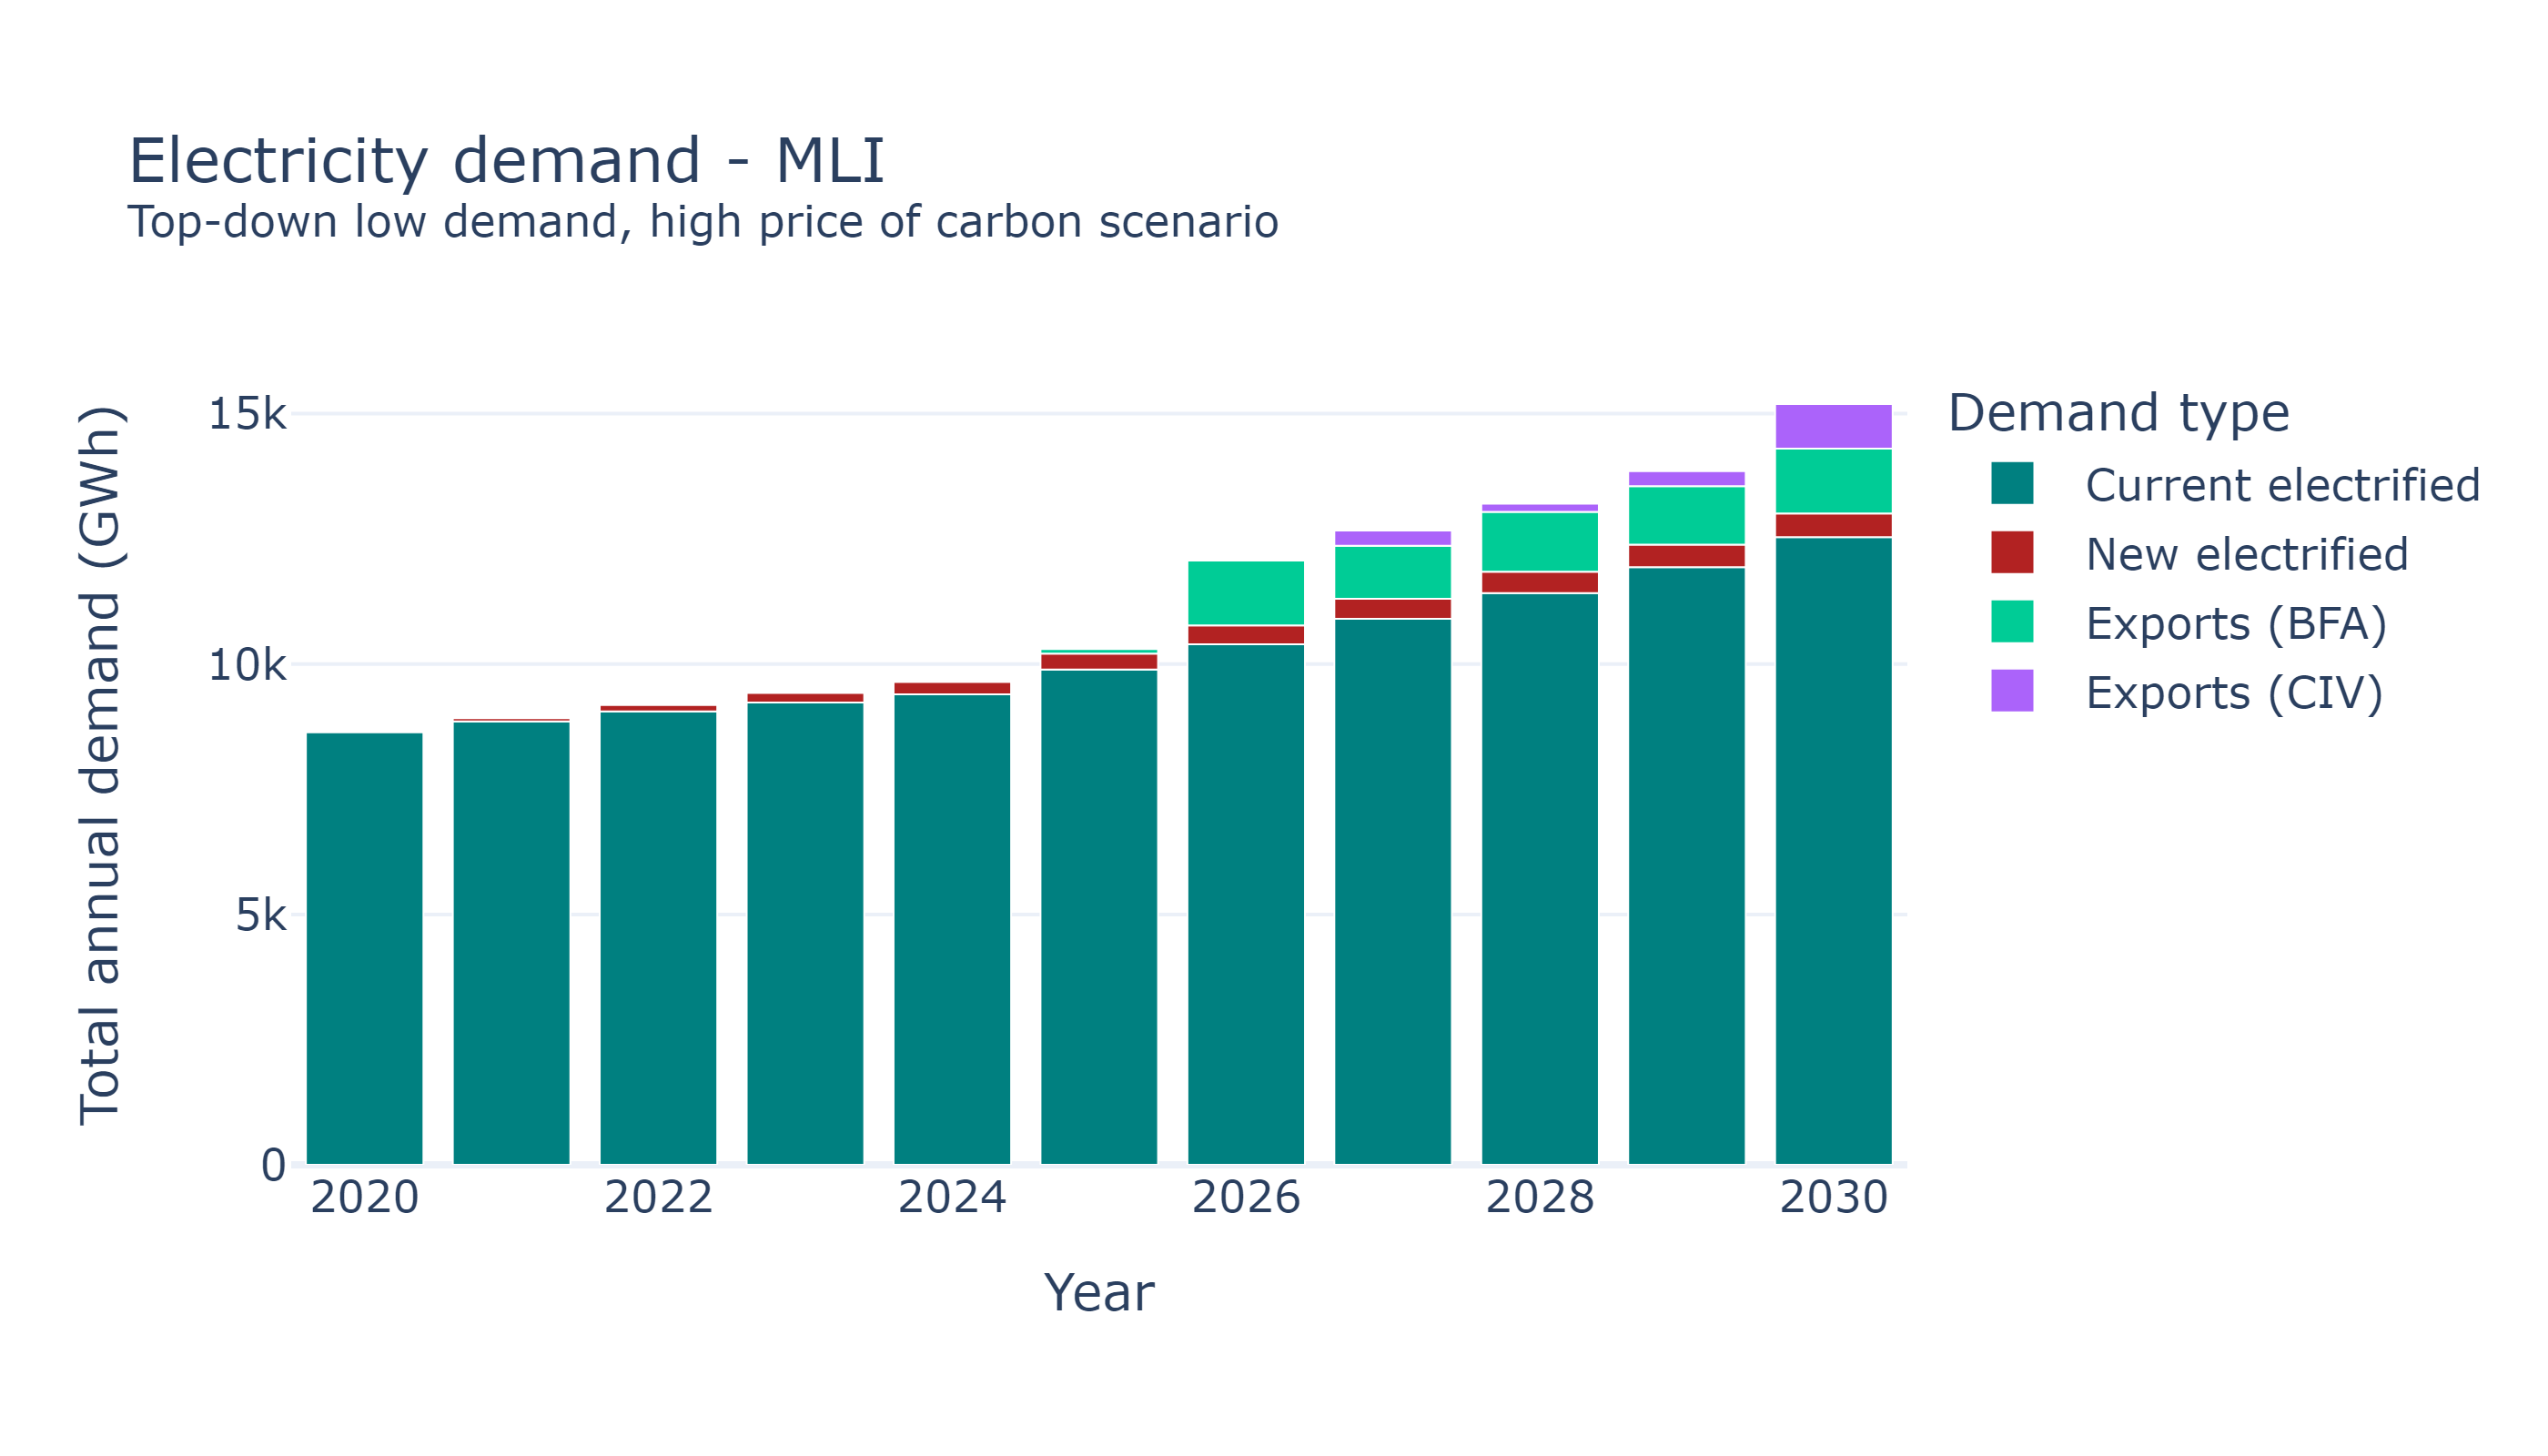 Electricity demand - MLI
Top-down low demand, high price of carbon scenario
Total annual demand (GWh)
15k
10k
5k
0
2020
2022
2024
2026
2028
2030
Year
Demand type
Current electrified
New electrified
Exports (BFA)
Exports (CIV)